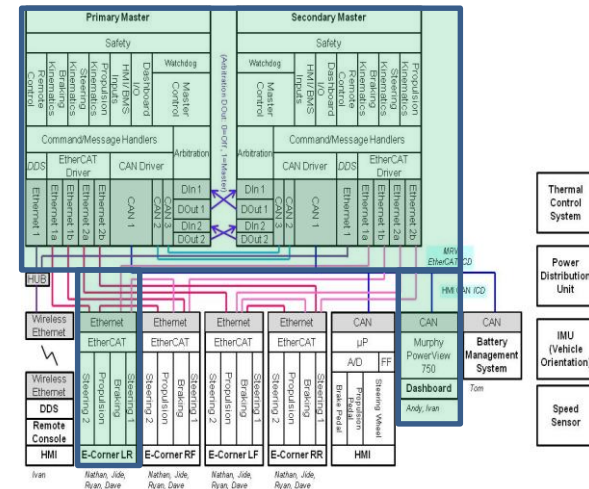 Primary Master
Secondary Master
Safety
Safety
Remote Control
Braking Kinematics
Steering Kinematics
Propulsion Kinematics
HMI/BMS Inputs
Dashboard I/O
Watchdog
Master Control
(Arbitration DOut: 0=Off, 1=Master)
Watchdog
Master Control
HMI/BMS Inputs
Dashboard I/O
Remote Control
Braking Kinematics
Steering Kinematics
Propulsion Kinematics
Command/Message Handlers
Arbitration
Arbitration
Command/Message Handlers
DDS
EtherCAT Driver
CAN Driver
CAN Driver
DDS
EtherCAT Driver
Ethernet 1
Ethernet 1a
Ethernet 1b
Ethernet 2a
Ethernet 2b
CAN 1
CAN 2
CAN 3
DIn 1
DOut 1
DIn 2
DOut 2
DIn 1
DOut 1
DIn 2
DOut 2
CAN 3
CAN 2
CAN 1
Ethernet 1
Ethernet 1a
Ethernet 1b
Ethernet 2a
Ethernet 2b
MRV
EtherCAT ICD
HUB
HMI CAN ICD
Wireless Ethernet
Wireless Ethernet
DDS
Remote Console
HMI
Ivan
Ethernet
EtherCAT
Steering 2
Propulsion
Braking
Steering 1
E-Corner LR
Nathan, Jide,
Ryan, Dave
Ethernet
EtherCAT
Steering 2
Propulsion
Braking
Steering 1
E-Corner RF
Nathan, Jide,
Ryan, Dave
Ethernet
EtherCAT
Steering 2
Propulsion
Braking
Steering 1
E-Corner LF
Nathan, Jide,
Ryan, Dave
Ethernet
EtherCAT
Steering 2
Propulsion
Braking
Steering 1
E-Corner RR
Nathan, Jide,
Ryan, Dave
CAN
µP
A/D
FF
Brake Pedal
Propulsion Pedal
Steering Wheel
HMI
CAN
Murphy
PowerView
750
Dashboard
Andy, Ivan
CAN
Battery
Management
System
Tom
Thermal
Control
System
Power
Distribution
Unit
IMU
(Vehicle
Orientation)
Speed
Sensor